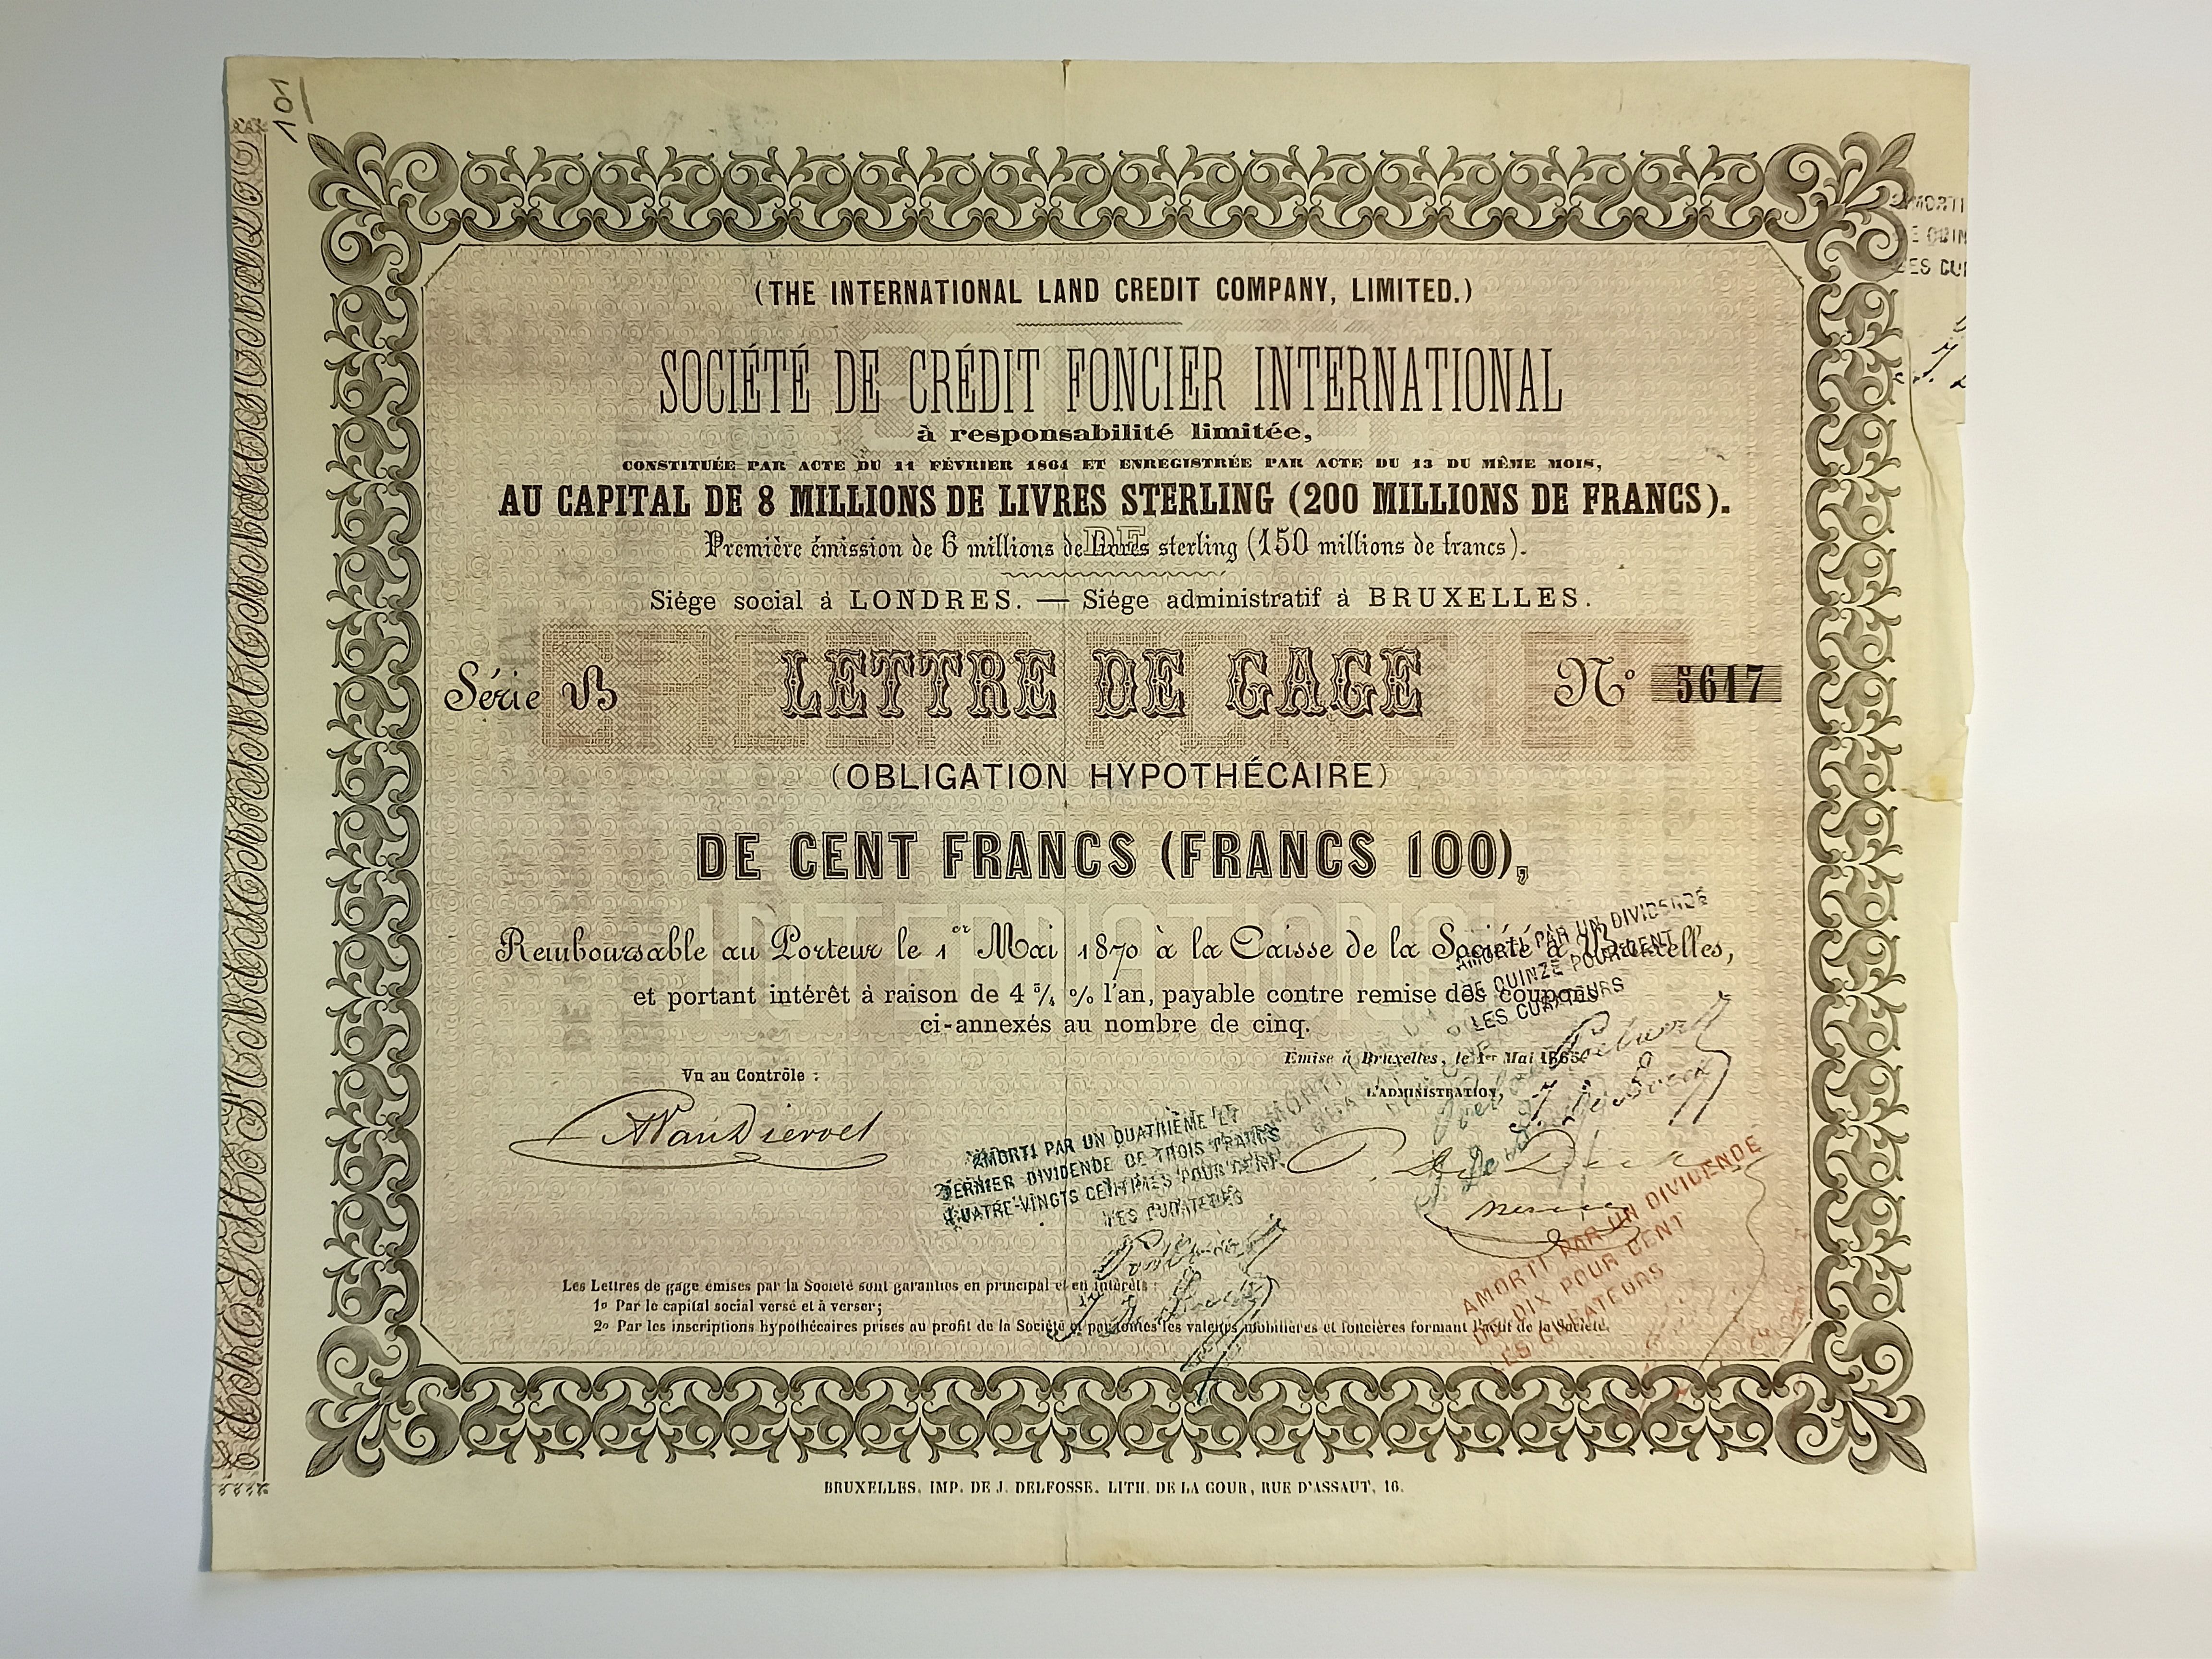 101
(THE INTERNATIONAL LAND CREDIT COMPANY, LIMITED.)
SOCIÉTÉ DE CRÉDIT FONCIER INTERNATIONAL
à responsabilité limitée,
CONSTITUÉE PAR ACTE DU 11 FÉVRIER 1864 ET ENREGISTRÉE PAR ACTE DU 13 DU MÊME MOIS,
AU CAPITAL DE 8 MILLIONS DE LIVRES STERLING (200 MILLIONS DE FRANCS).
Première émission de 6 millions de livres sterling (150 millions de francs).
Siége social à LONDRES. — Siége administratif à BRUXELLES.
Série B LETTRE DE GAGE No 5617
(OBLIGATION HYPOTHÉCAIRE)
DE CENT FRANCS (FRANCS 100),
Remboursable au Porteur le 1er Mai 1870 à la Caisse de la Société à Bruxelles,
et portant intérêt à raison de 4 % l'an, payable contre remise des coupons
ci-annexés au nombre de cinq.
Émise à Bruxelles, le 1er Mai 1865.
Vu au Contrôle :
L'ADMINISTRATION,
AMORTI PAR UN DIVIDENDE
DE QUINZE POUR CENT
LES CURATEURS
AMORTI PAR UN QUATRIÈME ET
DERNIER DIVIDENDE DE TROIS FRANCS
QUATRE-VINGTS CENTIMES POUR CENT
LES CURATEURS
AMORTI PAR UN DIVIDENDE
DE DIX POUR CENT
LES CURATEURS
Les Lettres de gage émises par la Société sont garanties en principal et en intérêts :
1o Par le capital social versé et à verser;
2o Par les inscriptions hypothécaires prises au profit de la Société et par toutes les valeurs mobilières et foncières formant l'actif de la Société.
BRUXELLES. IMP. DE J. DELFOSSE. LITH. DE LA COUR, RUE D'ASSAUT, 16.